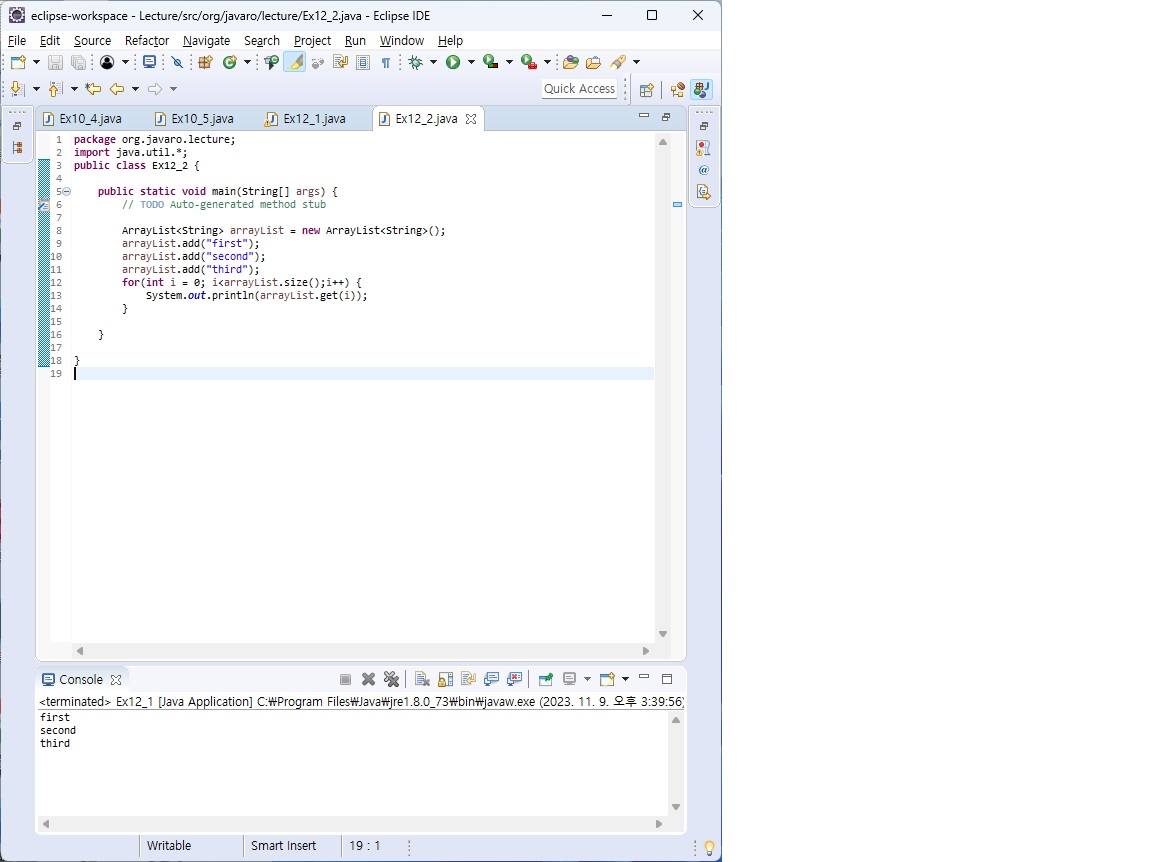 eclipse-workspace - Lecture/src/org/javaro/lecture/Ex12_2.java - Eclipse IDE
File Edit Source Refactor Navigate Search Project Run Window Help
Quick Access
Ex10_4.java Ex10_5.java Ex12_1.java Ex12_2.java
1 package org.javaro.lecture;
2 import java.util.*;
3 public class Ex12_2 {
4
5 public static void main(String[] args) {
6 // TODO Auto-generated method stub
7
8 ArrayList<String> arrayList = new ArrayList<String>();
9 arrayList.add("first");
10 arrayList.add("second");
11 arrayList.add("third");
12 for(int i = 0; i<arrayList.size();i++) {
13 System.out.println(arrayList.get(i));
14 }
15
16 }
17
18 }
19
Console
<terminated> Ex12_1 [Java Application] C:₩Program Files₩Java₩jre1.8.0_73₩bin₩javaw.exe (2023. 11. 9. 오후 3:39:56)
first
second
third
Writable Smart Insert 19 : 1